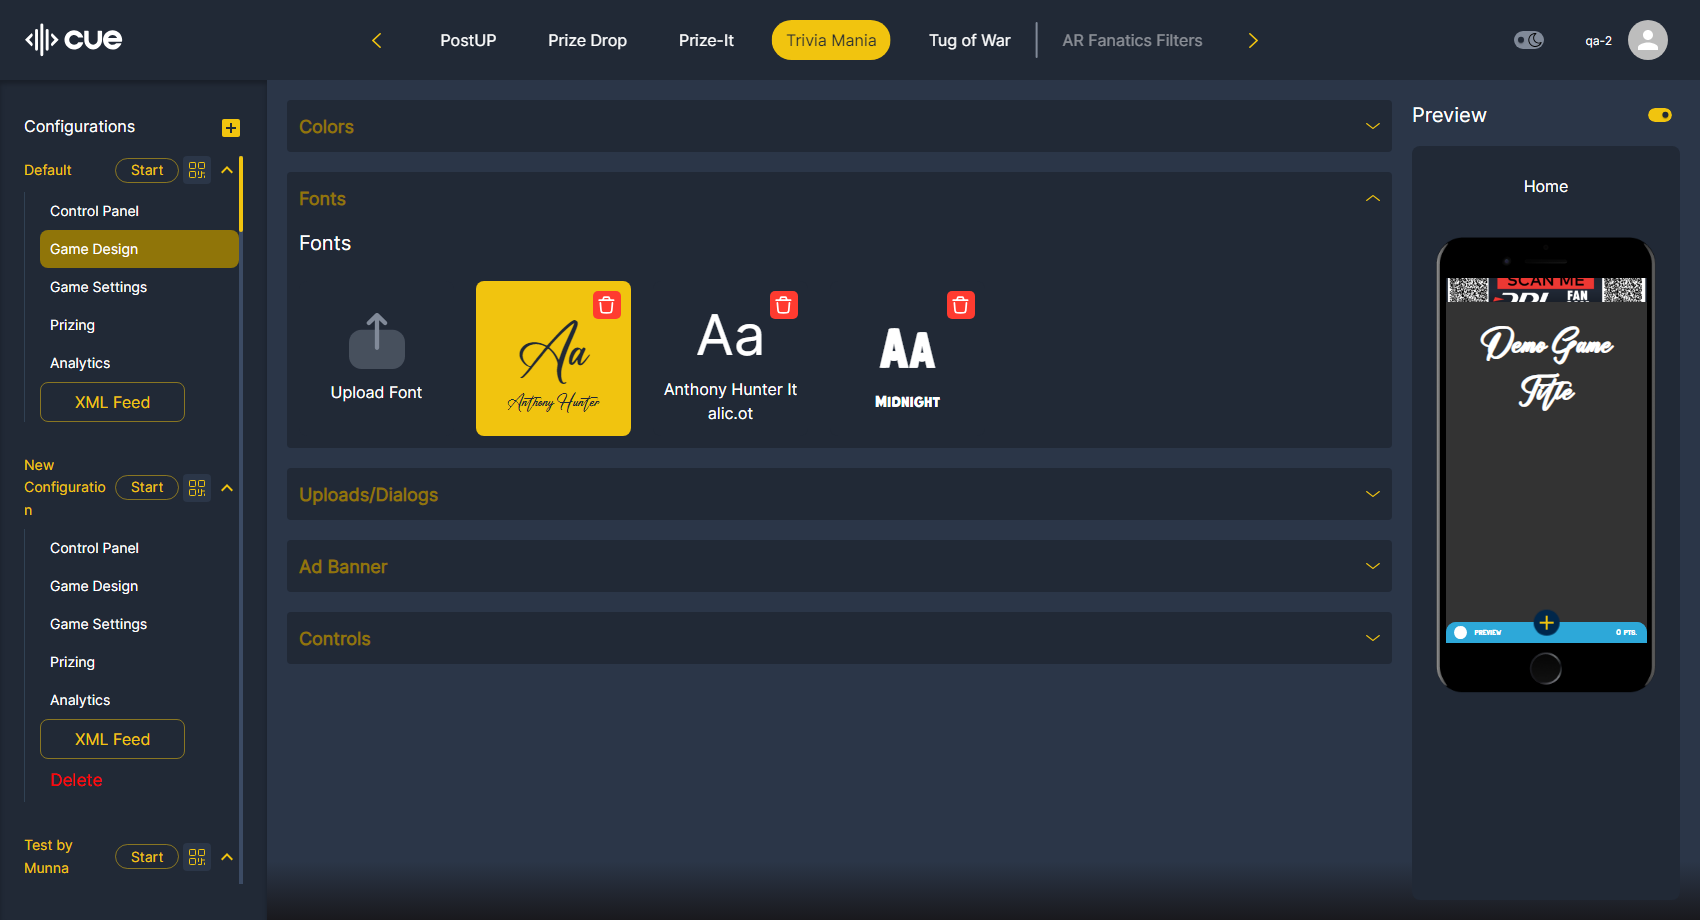 cue
PostUP
Prize Drop
Prize-It
Trivia Mania
Tug of War
AR Fanatics Filters
qa-2
Configurations
Default
Start
Control Panel
Game Design
Game Settings
Prizing
Analytics
XML Feed
New
Configuratio
n
Start
Control Panel
Game Design
Game Settings
Prizing
Analytics
XML Feed
Delete
Test by
Munna
Start
Colors
Fonts
Fonts
Upload Font
Aa
Anthony Hunter
Aa
Anthony Hunter It
alic.ot
AA
MIDNIGHT
Uploads/Dialogs
Ad Banner
Controls
Preview
Home
SCAN ME
FAN
Demo Game
Title
PREVIEW
0 PTS.